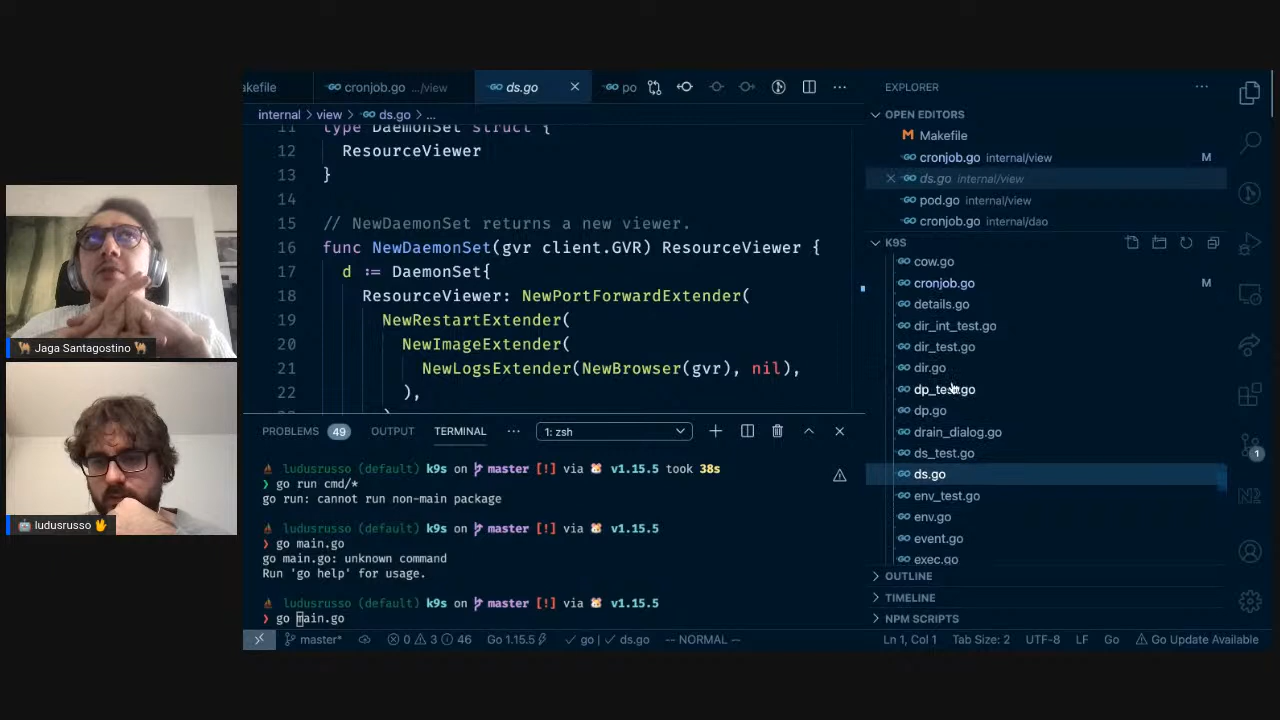 akefile
cronjob.go .../view
ds.go
po
EXPLORER
internal > view > ds.go > ...
OPEN EDITORS
Makefile
cronjob.go internal/view M
ds.go internal/view
pod.go internal/view
cronjob.go internal/dao
11 type DaemonSet struct {
12 ResourceViewer
13 }
14
15 // NewDaemonSet returns a new viewer.
16 func NewDaemonSet(gvr client.GVR) ResourceViewer {
17 d := DaemonSet{
18 ResourceViewer: NewPortForwardExtender(
19 NewRestartExtender(
20 NewImageExtender(
21 NewLogsExtender(NewBrowser(gvr), nil),
22 ),
K9S
cow.go
cronjob.go M
details.go
dir_int_test.go
dir_test.go
dir.go
dp_test.go
dp.go
drain_dialog.go
ds_test.go
ds.go
env_test.go
env.go
event.go
exec.go
OUTLINE
TIMELINE
NPM SCRIPTS
PROBLEMS 49 OUTPUT TERMINAL ... 1: zsh
ludusrusso (default) k9s on master [!] via v1.15.5 took 38s
❯ go run cmd/*
go run: cannot run non-main package
ludusrusso (default) k9s on master [!] via v1.15.5
❯ go main.go
go main.go: unknown command
Run 'go help' for usage.
ludusrusso (default) k9s on master [!] via v1.15.5
❯ go main.go
master* 0 3 46 Go 1.15.5 go ds.go -- NORMAL -- Ln 1, Col 1 Tab Size: 2 UTF-8 LF Go Go Update Available
1
N2
🐫 Jaga Santagostino 🐫
🤖 ludusrusso 🖖